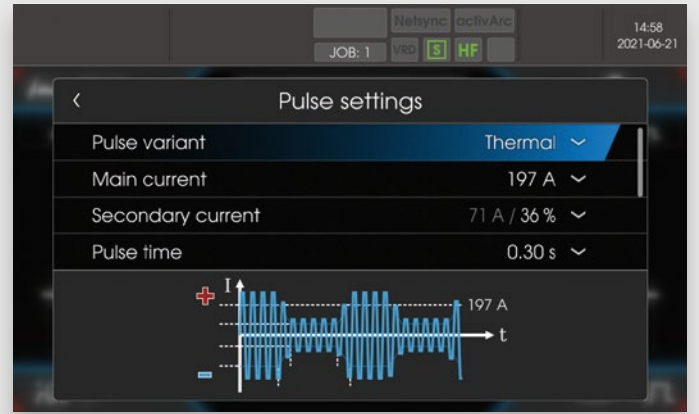 Netsync activArc
14:58
JOB: 1 VRD S HF
2021-06-21
Pulse settings
Pulse variant Thermal
Main current 197 A
Secondary current 71 A / 36 %
Pulse time 0.30 s
I
197 A
t